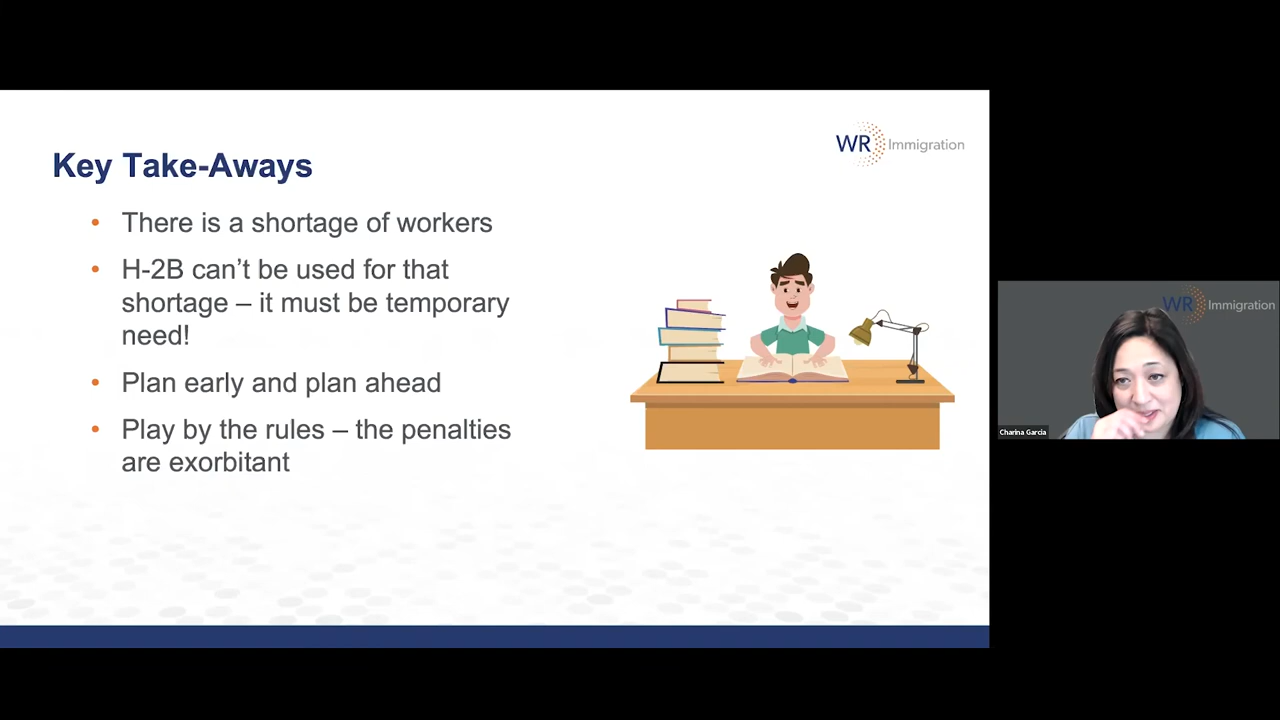 WR Immigration
Key Take-Aways
• There is a shortage of workers
• H-2B can’t be used for that
shortage – it must be temporary
need!
• Plan early and plan ahead
• Play by the rules – the penalties
are exorbitant
WR Immigration
Charina Garcia